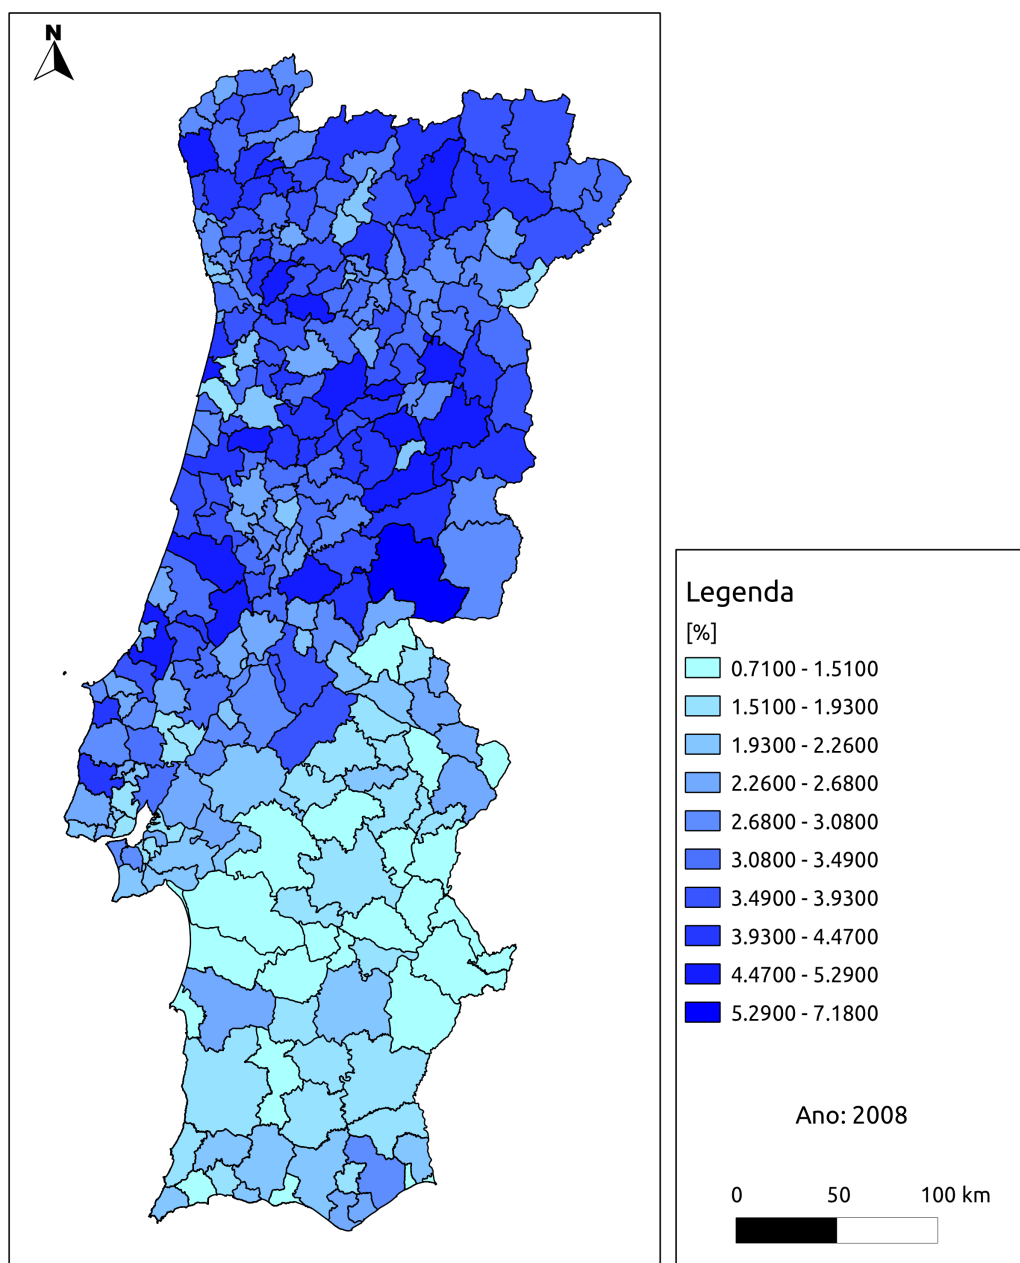 N
Legenda
[%]
0.7100 - 1.5100
1.5100 - 1.9300
1.9300 - 2.2600
2.2600 - 2.6800
2.6800 - 3.0800
3.0800 - 3.4900
3.4900 - 3.9300
3.9300 - 4.4700
4.4700 - 5.2900
5.2900 - 7.1800
Ano: 2008
0 50 100 km